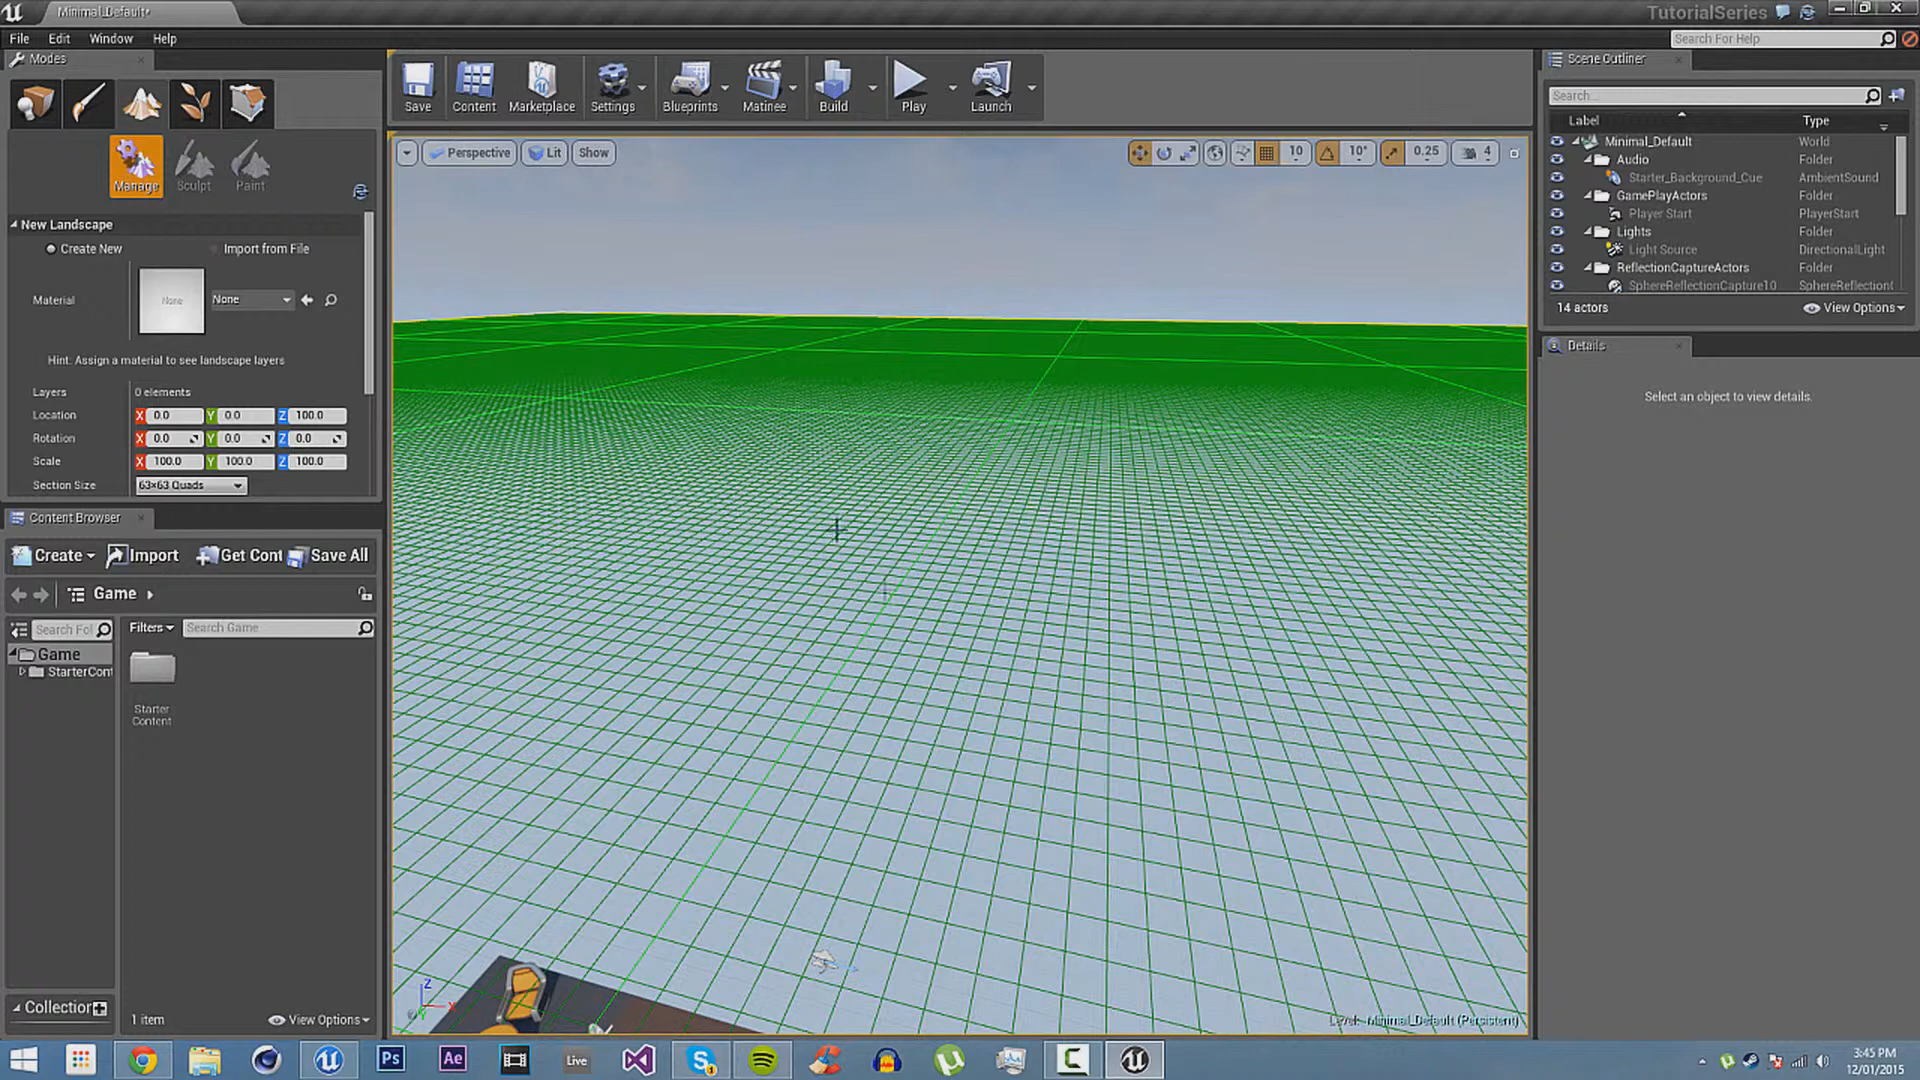 Minimal_Default*
TutorialSeries
File Edit Window Help
Search For Help
Modes
Save Content Marketplace Settings Blueprints Matinee Build Play Launch
Scene Outliner
Search...
Label Type
Perspective Lit Show
10 10° 0.25 4
Manage Sculpt Paint
Minimal_Default World
Audio Folder
Starter_Background_Cue AmbientSound
GamePlayActors Folder
Player Start PlayerStart
Lights Folder
Light Source DirectionalLight
ReflectionCaptureActors Folder
SphereReflectionCapture10 SphereReflectionC
14 actors View Options
New Landscape
Create New Import from File
Material None None
Hint: Assign a material to see landscape layers
Layers 0 elements
Location X 0.0 Y 0.0 Z 100.0
Rotation X 0.0 Y 0.0 Z 0.0
Scale X 100.0 Y 100.0 Z 100.0
Section Size 63×63 Quads
Details
Select an object to view details.
Content Browser
Create Import Get Cont Save All
Game
Search Fol Filters Search Game
Game
StarterCont
Starter
Content
Collection
1 item View Options
Z
X
Y
Level: Minimal_Default (Persistent)
Ps Ae Live
3:45 PM
12/01/2015